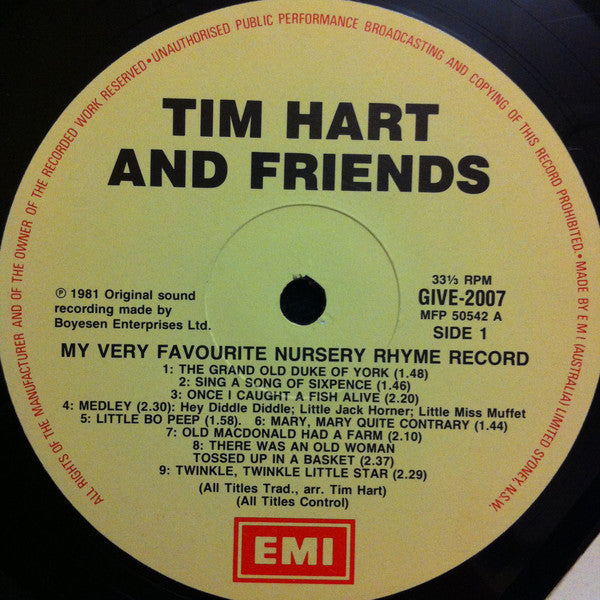 ALL RIGHTS OF THE MANUFACTURER AND OF THE OWNER OF THE RECORDED WORK RESERVED • UNAUTHORISED PUBLIC PERFORMANCE BROADCASTING AND COPYING OF THIS RECORD PROHIBITED. • MADE BY E M I (AUSTRALIA) LIMITED SYDNEY, N.S.W.
TIM HART
AND FRIENDS
℗ 1981 Original sound
recording made by
Boyesen Enterprises Ltd.
33⅓ RPM
GIVE-2007
MFP 50542 A
SIDE 1
MY VERY FAVOURITE NURSERY RHYME RECORD
1: THE GRAND OLD DUKE OF YORK (1.48)
2: SING A SONG OF SIXPENCE (1.46)
3: ONCE I CAUGHT A FISH ALIVE (2.20)
4: MEDLEY (2.30): Hey Diddle Diddle; Little Jack Horner; Little Miss Muffet
5: LITTLE BO PEEP (1.58). 6: MARY, MARY QUITE CONTRARY (1.44)
7: OLD MACDONALD HAD A FARM (2.10)
8: THERE WAS AN OLD WOMAN
TOSSED UP IN A BASKET (2.37)
9: TWINKLE, TWINKLE LITTLE STAR (2.29)
(All Titles Trad., arr. Tim Hart)
(All Titles Control)
EMI